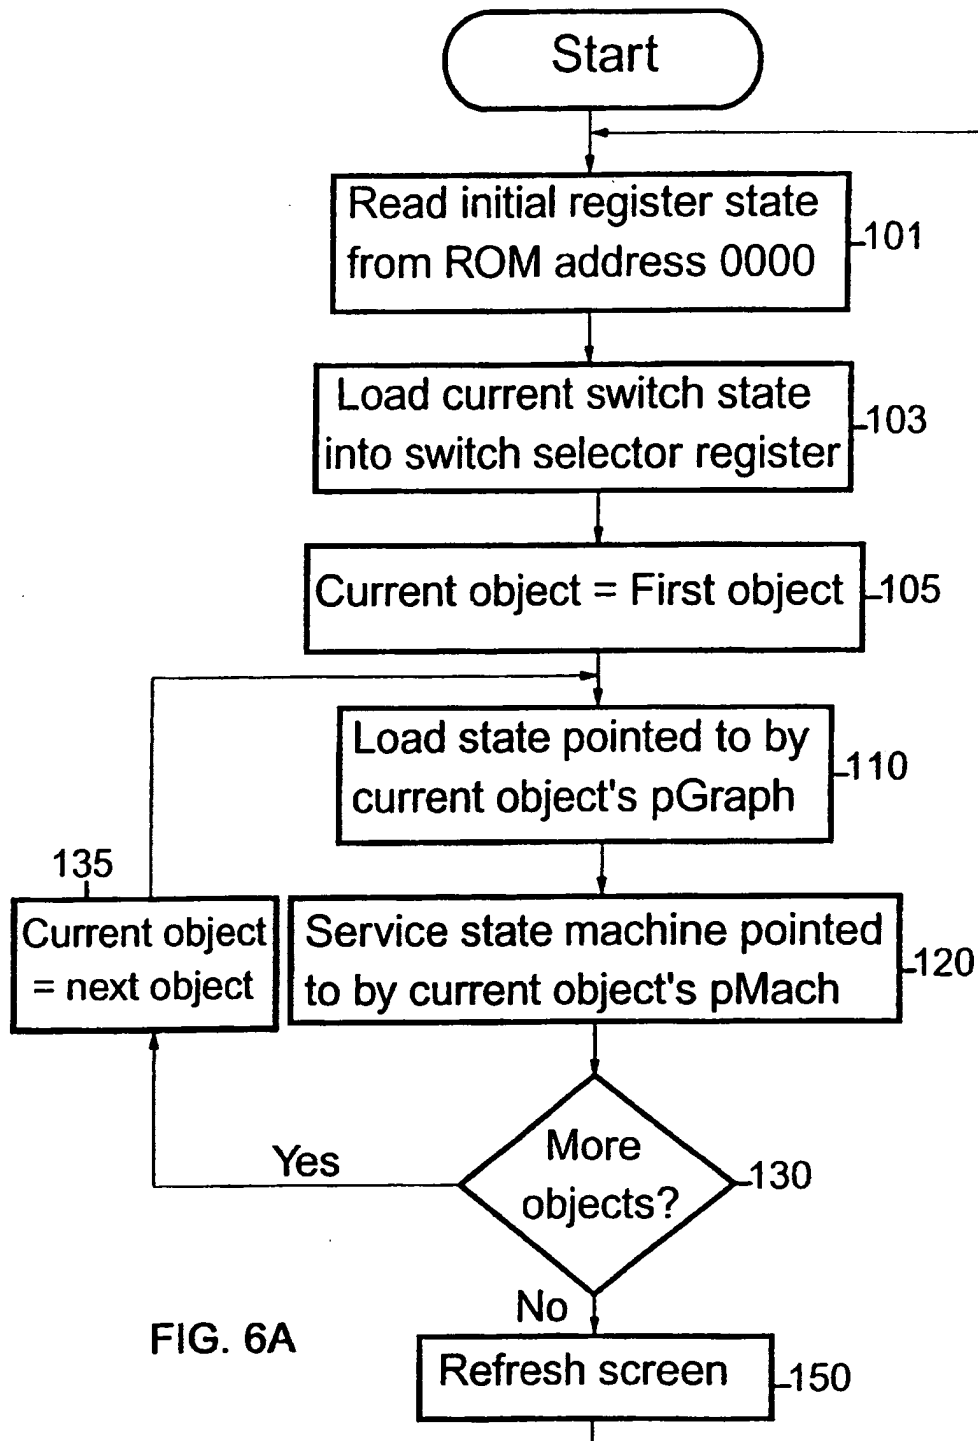 Start
Read initial register state
from ROM address 0000
101
Load current switch state
into switch selector register
103
Current object = First object
105
Load state pointed to by
current object's pGraph
110
135
Current object
= next object
Service state machine pointed
to by current object's pMach
120
More
objects?
130
Yes
No
FIG. 6A
Refresh screen
150